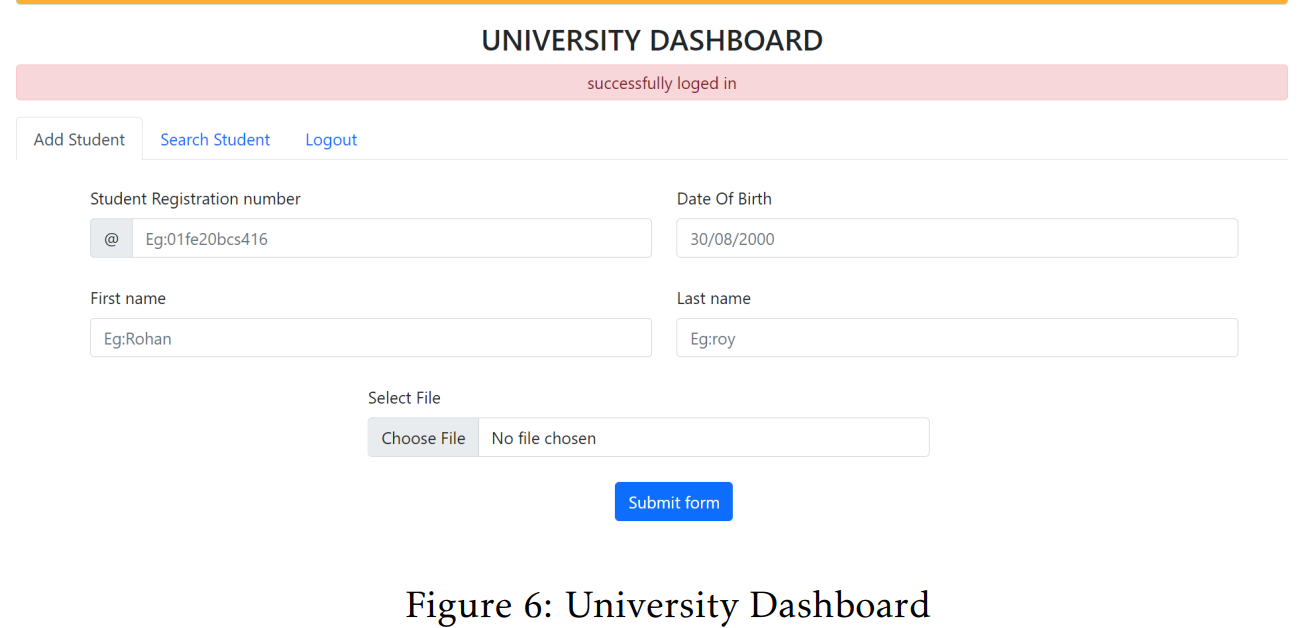 UNIVERSITY DASHBOARD
successfully loged in
Add Student Search Student Logout
Student Registration number Date Of Birth
@ Eg:01fe20bcs416 30/08/2000
First name Last name
Eg:Rohan Eg:roy
Select File
Choose File No file chosen
Submit form
Figure 6: University Dashboard